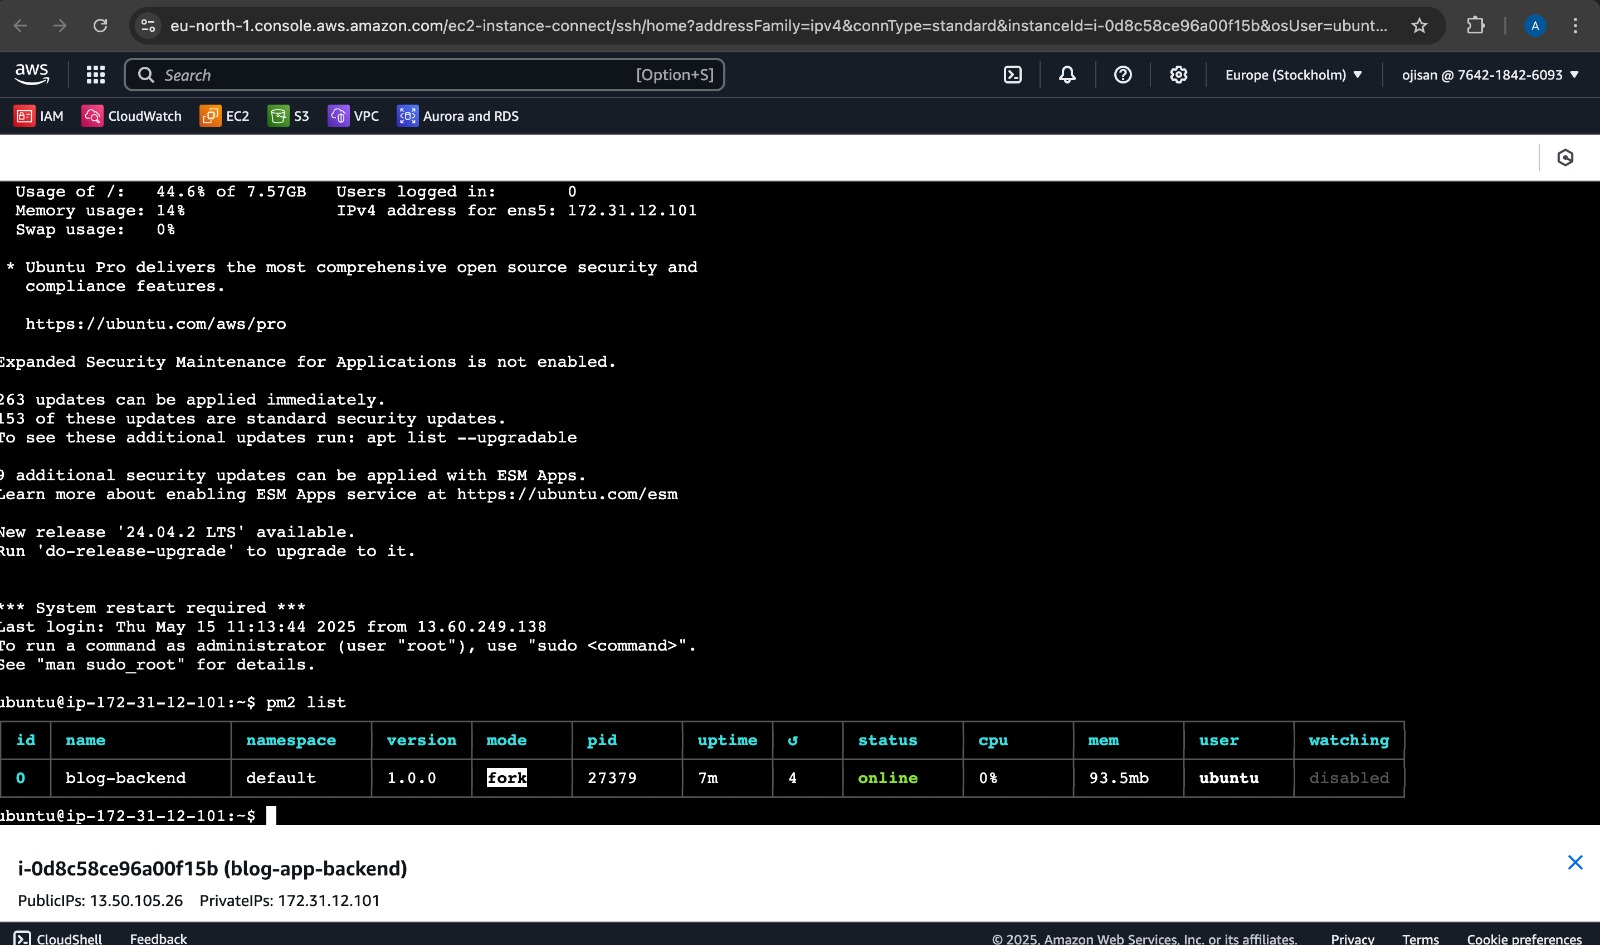 eu-north-1.console.aws.amazon.com/ec2-instance-connect/ssh/home?addressFamily=ipv4&connType=standard&instanceId=i-0d8c58ce96a00f15b&osUser=ubunt...
A
aws
Search
[Option+S]
Europe (Stockholm) ▼
ojisan @ 7642-1842-6093 ▼
IAM CloudWatch EC2 S3 VPC Aurora and RDS
Usage of /: 44.6% of 7.57GB Users logged in: 0
Memory usage: 14% IPv4 address for ens5: 172.31.12.101
Swap usage: 0%
* Ubuntu Pro delivers the most comprehensive open source security and
compliance features.
https://ubuntu.com/aws/pro
Expanded Security Maintenance for Applications is not enabled.
263 updates can be applied immediately.
153 of these updates are standard security updates.
To see these additional updates run: apt list --upgradable
9 additional security updates can be applied with ESM Apps.
Learn more about enabling ESM Apps service at https://ubuntu.com/esm
New release '24.04.2 LTS' available.
Run 'do-release-upgrade' to upgrade to it.
*** System restart required ***
Last login: Thu May 15 11:13:44 2025 from 13.60.249.138
To run a command as administrator (user "root"), use "sudo <command>".
See "man sudo_root" for details.
ubuntu@ip-172-31-12-101:~$ pm2 list
id name namespace version mode pid uptime ↺ status cpu mem user watching
0 blog-backend default 1.0.0 fork 27379 7m 4 online 0% 93.5mb ubuntu disabled
ubuntu@ip-172-31-12-101:~$
i-0d8c58ce96a00f15b (blog-app-backend)
PublicIPs: 13.50.105.26 PrivateIPs: 172.31.12.101
CloudShell Feedback © 2025, Amazon Web Services, Inc. or its affiliates. Privacy Terms Cookie preferences